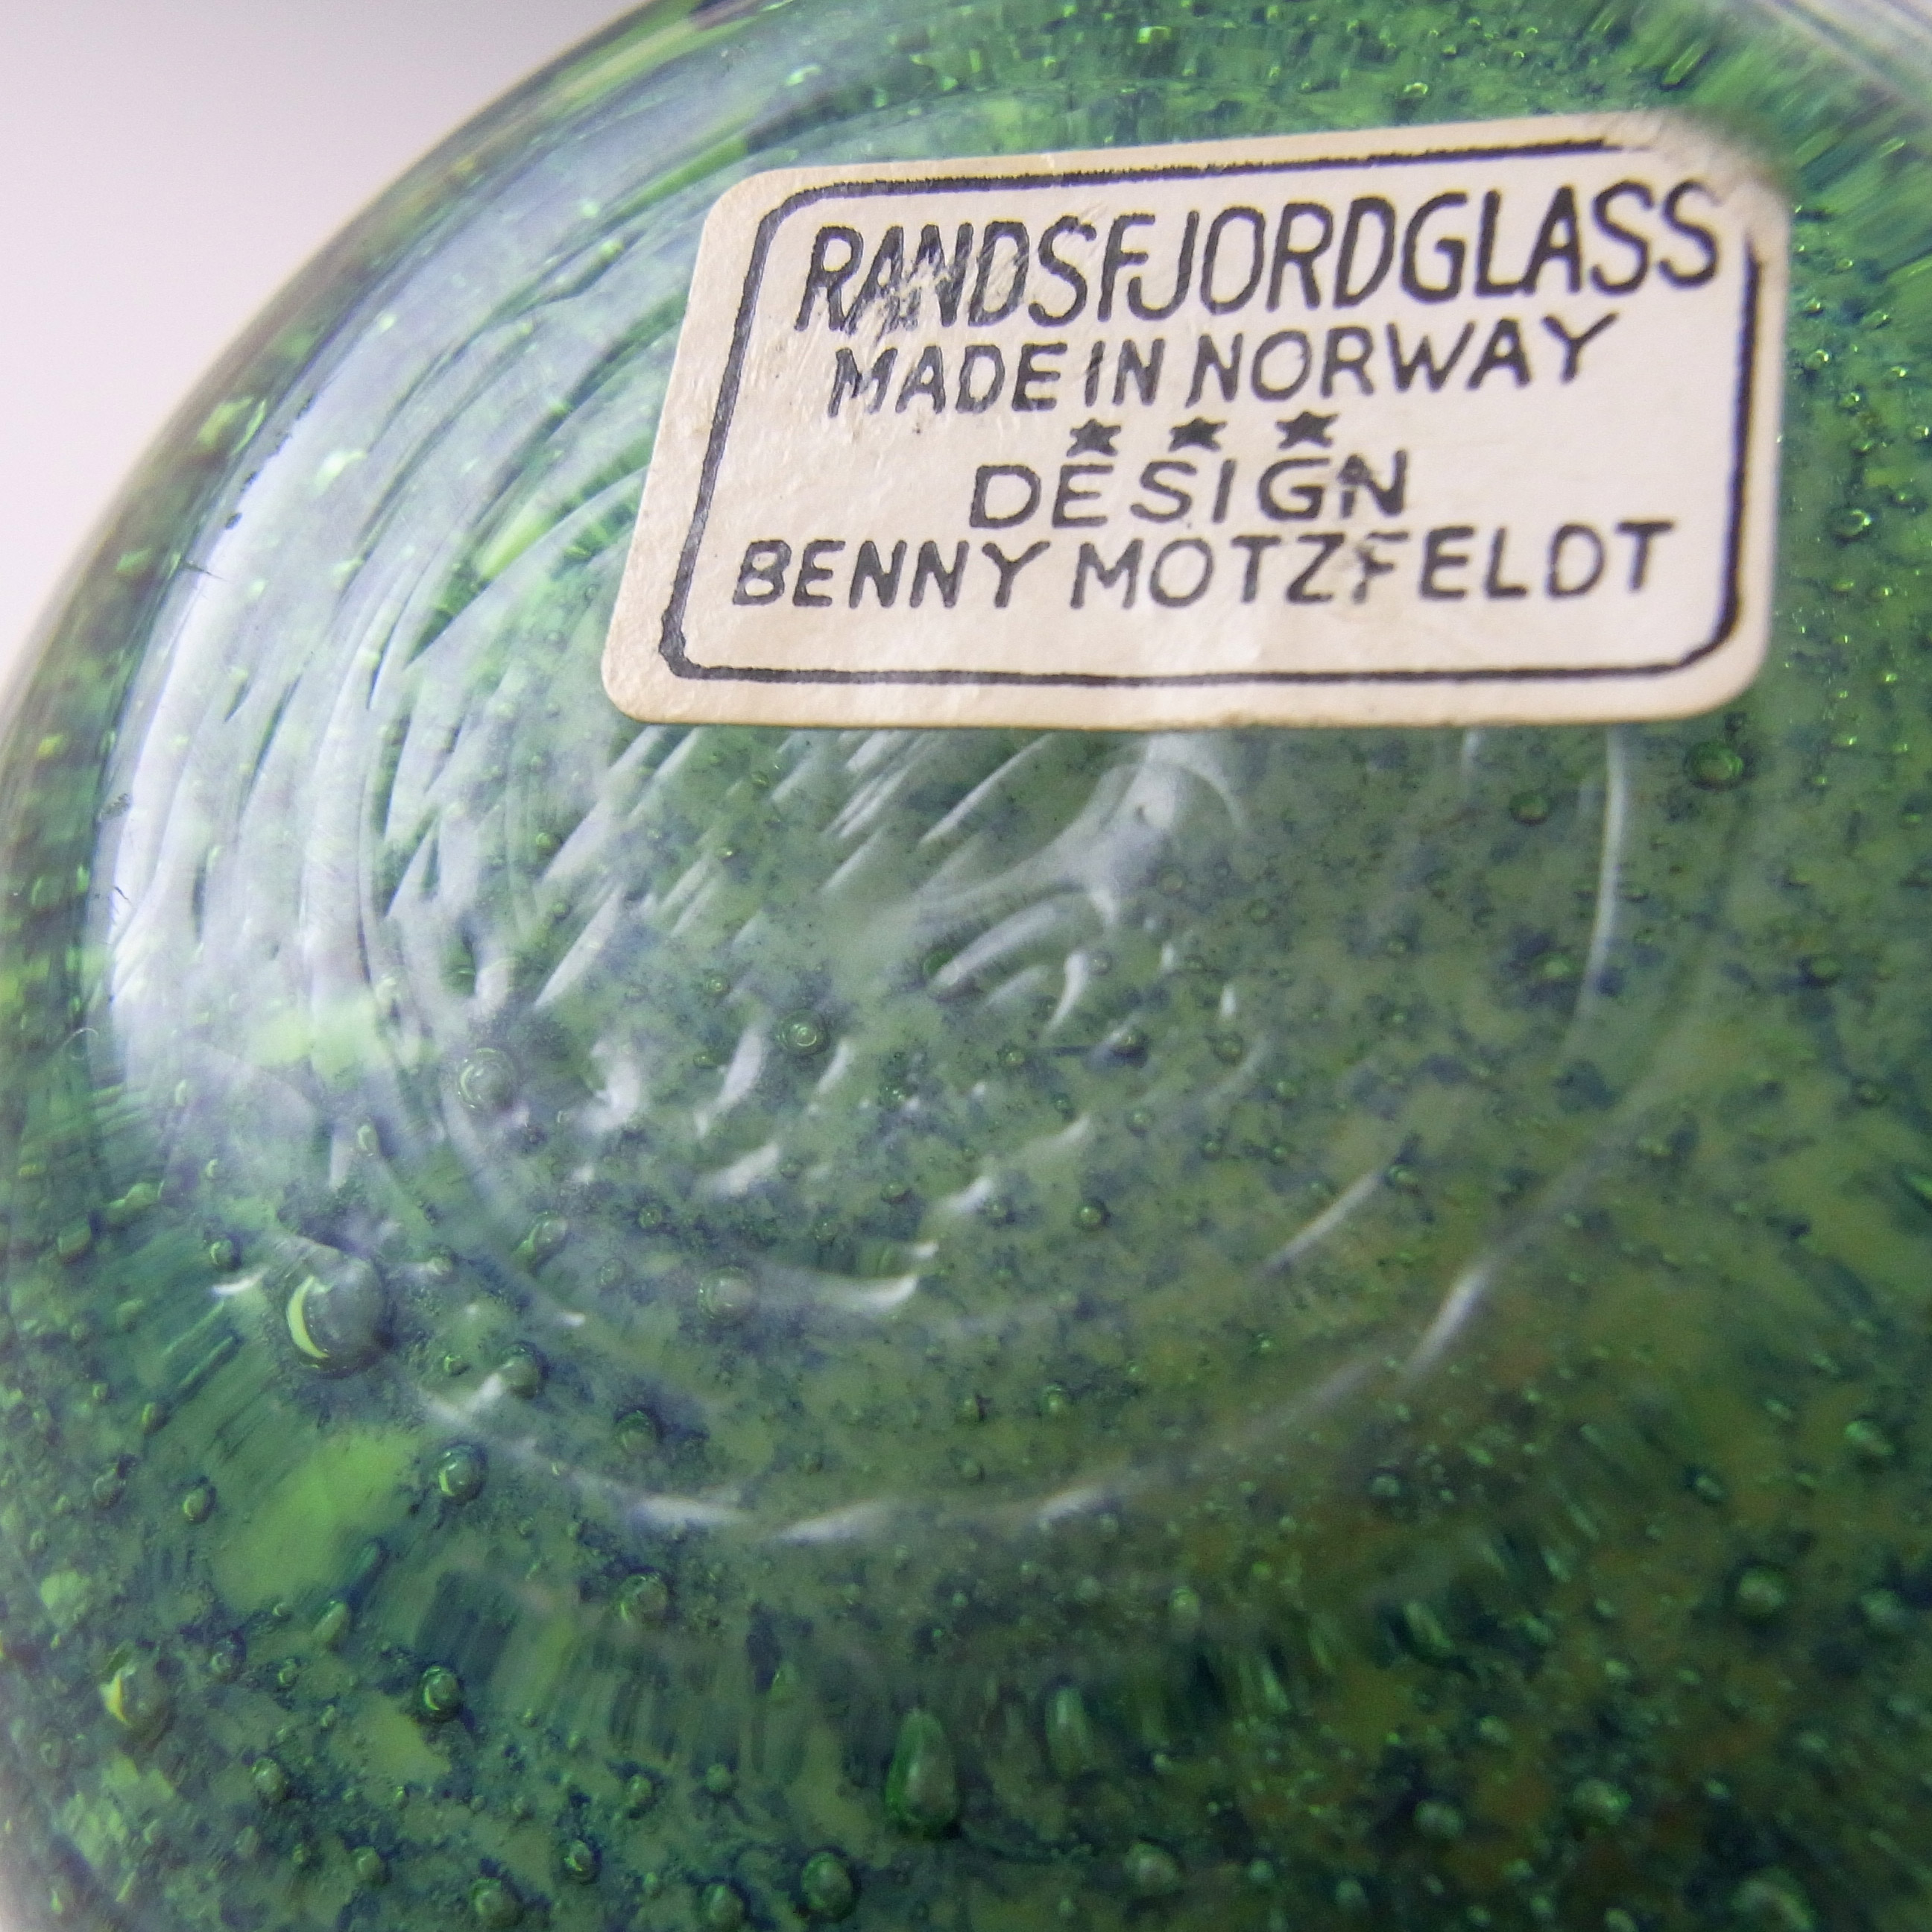 RANDSFJORDGLASS
MADE IN NORWAY
★ ★ ★
DESIGN
BENNY MOTZFELDT